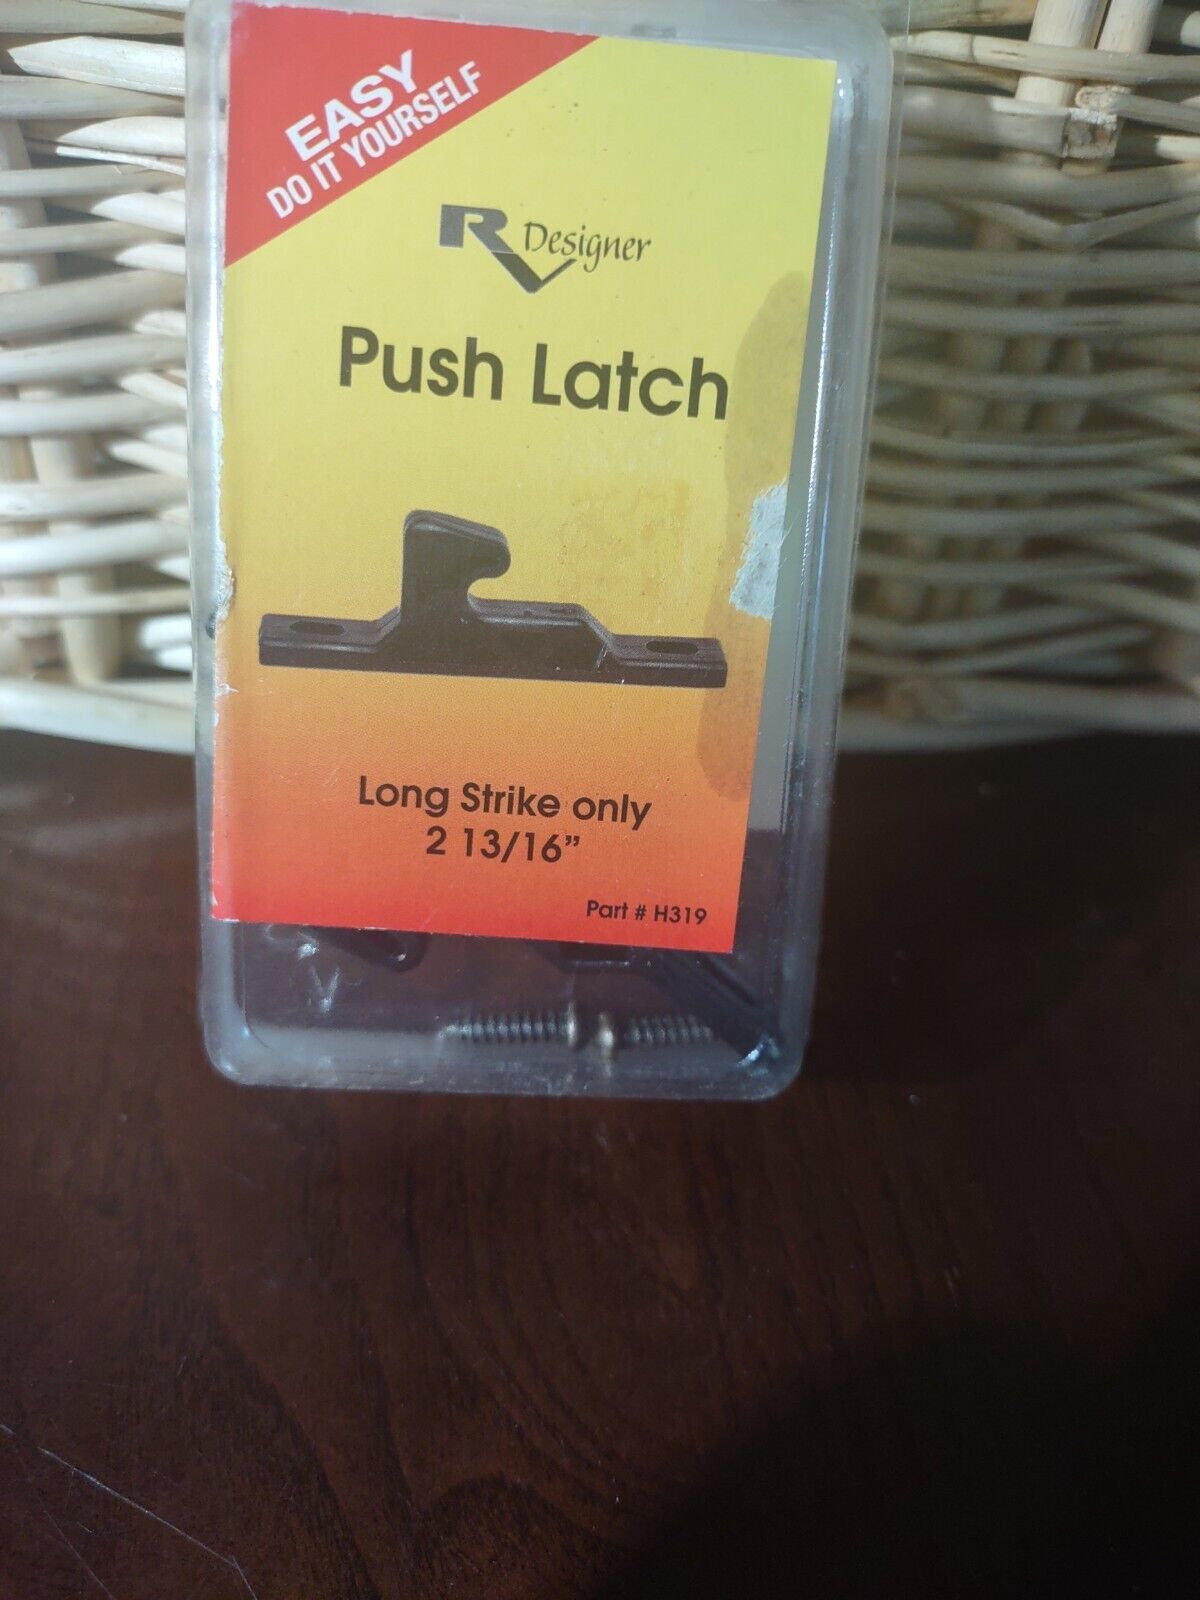 EASY
DO IT YOURSELF
RV Designer
Push Latch
Long Strike only
2 13/16”
Part # H319